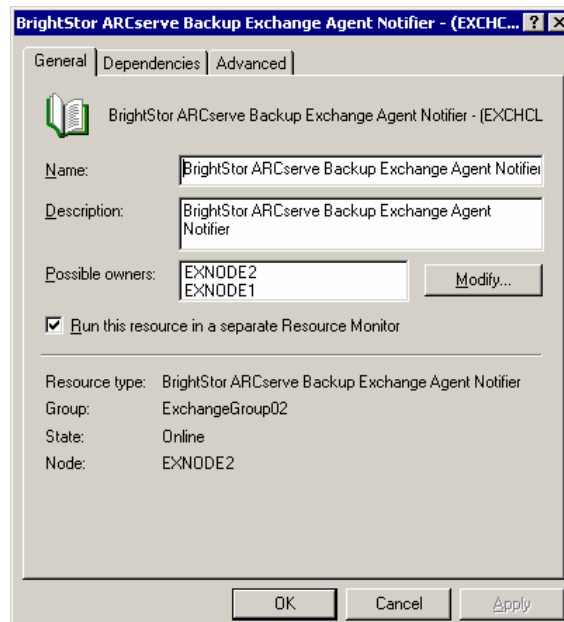 BrightStor ARCserve Backup Exchange Agent Notifier - (EXCHC...
General Dependencies Advanced
BrightStor ARCserve Backup Exchange Agent Notifier - (EXCHCL
Name: BrightStor ARCserve Backup Exchange Agent Notifier
Description: BrightStor ARCserve Backup Exchange Agent
Notifier
Possible owners: EXNODE2
EXNODE1
Modify...
Run this resource in a separate Resource Monitor
Resource type: BrightStor ARCserve Backup Exchange Agent Notifier
Group: ExchangeGroup02
State: Online
Node: EXNODE2
OK Cancel Apply